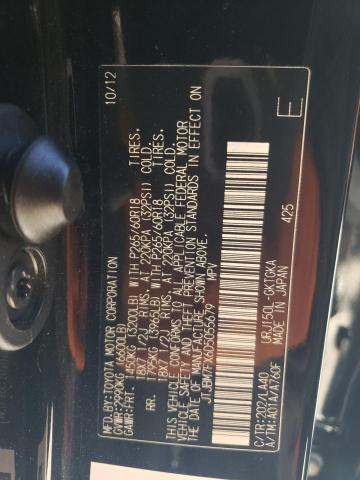 MFD.BY:TOYOTA MOTOR CORPORATION 10/12
GVWR:2990KG (6600LB)
GAWR:FRT. 1450KG (3200LB) WITH P265/60R18 TIRES.
18X7 1/2J RIMS, AT 220KPA (32PSI) COLD.
RR. 1800KG (3965LB) WITH P265/60R18 TIRES.
18X7 1/2J RIMS, AT 220KPA (32PSI) COLD.
THIS VEHICLE CONFORMS TO ALL APPLICABLE FEDERAL MOTOR
VEHICLE SAFETY AND THEFT PREVENTION STANDARDS IN EFFECT ON
THE DATE OF MANUFACTURE SHOWN ABOVE.
JTJBM7FX6D5055679 MPV
E
C/TR:202/LA40 URJ150L-GKTGKA
A/TM:A01A/A760F MADE IN JAPAN
425